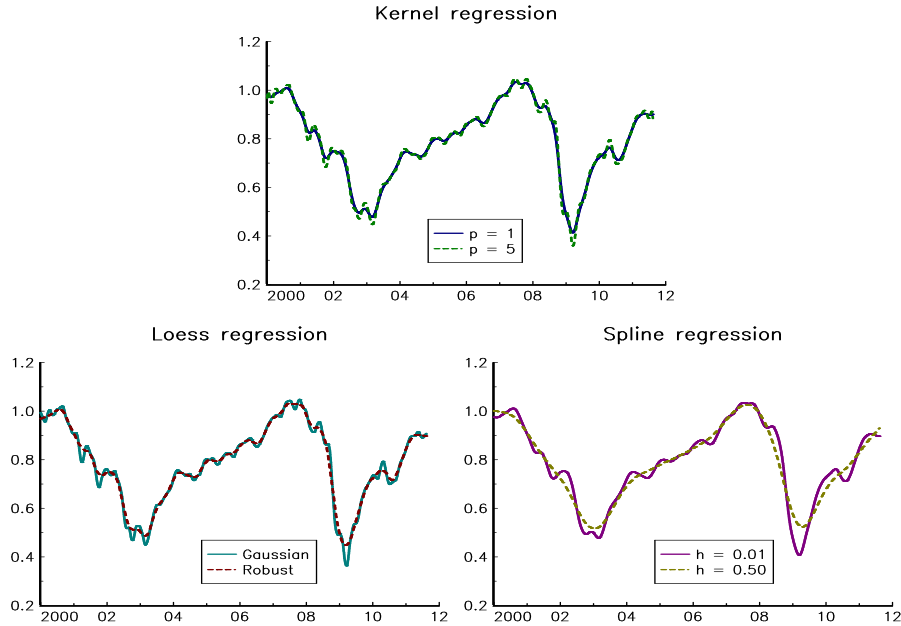 Kernel regression
1.2
1.0
0.8
0.6
0.4
0.2
p = 1
p = 5
2000 02 04 06 08 10 12
Loess regression
1.2
1.0
0.8
0.6
0.4
0.2
Gaussian
Robust
2000 02 04 06 08 10 12
Spline regression
1.2
1.0
0.8
0.6
0.4
0.2
h = 0.01
h = 0.50
2000 02 04 06 08 10 12